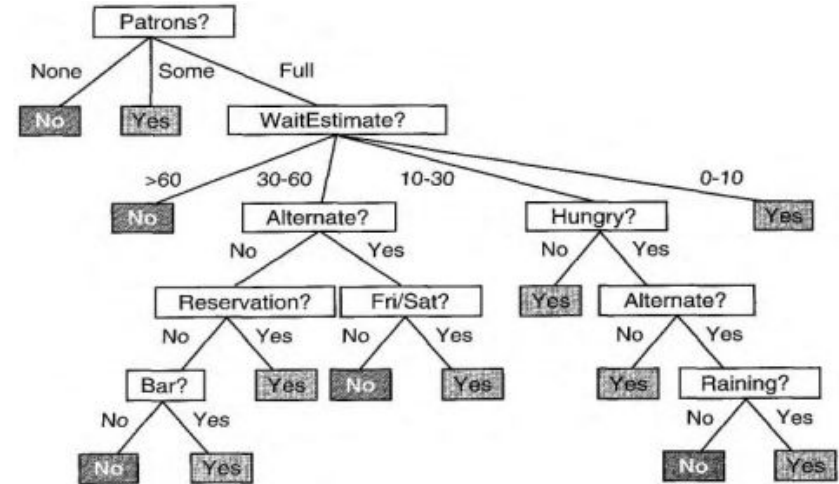 Patrons?
None Some Full
No Yes WaitEstimate?
>60 30-60 10-30 0-10
No Alternate? Hungry? Yes
No Yes No Yes
Reservation? Fri/Sat? Yes Alternate?
No Yes No Yes No Yes
Bar? Yes No Yes Yes Raining?
No Yes No Yes
No Yes No Yes